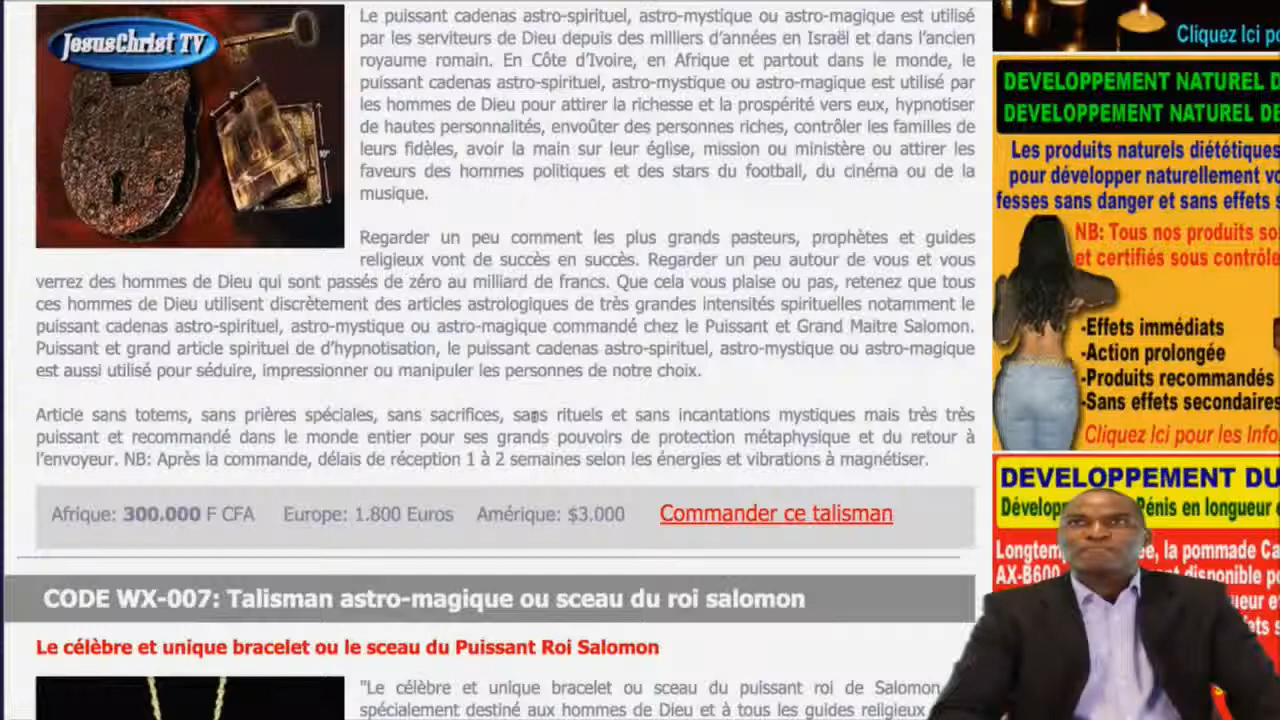 JesusChrist TV
Le puissant cadenas astro-spirituel, astro-mystique ou astro-magique est utilisé
par les serviteurs de Dieu depuis des milliers d'années en Israël et dans l'ancien
royaume romain. En Côte d'Ivoire, en Afrique et partout dans le monde, le
puissant cadenas astro-spirituel, astro-mystique ou astro-magique est utilisé par
les hommes de Dieu pour attirer la richesse et la prospérité vers eux, hypnotiser
de hautes personnalités, envoûter des personnes riches, contrôler les familles de
leurs fidèles, avoir la main sur leur église, mission ou ministère ou attirer les
faveurs des hommes politiques et des stars du football, du cinéma ou de la
musique.
Regarder un peu comment les plus grands pasteurs, prophètes et guides
religieux vont de succès en succès. Regarder un peu autour de vous et vous
verrez des hommes de Dieu qui sont passés de zéro au milliard de francs. Que cela vous plaise ou pas, retenez que tous
ces hommes de Dieu utilisent discrètement des articles astrologiques de très grandes intensités spirituelles notamment le
puissant cadenas astro-spirituel, astro-mystique ou astro-magique commandé chez le Puissant et Grand Maitre Salomon.
Puissant et grand article spirituel de d'hypnotisation, le puissant cadenas astro-spirituel, astro-mystique ou astro-magique
est aussi utilisé pour séduire, impressionner ou manipuler les personnes de notre choix.
Article sans totems, sans prières spéciales, sans sacrifices, sans rituels et sans incantations mystiques mais très très
puissant et recommandé dans le monde entier pour ses grands pouvoirs de protection métaphysique et du retour à
l'envoyeur. NB: Après la commande, délais de réception 1 à 2 semaines selon les énergies et vibrations à magnétiser.
Afrique: 300.000 F CFA Europe: 1.800 Euros Amérique: $3.000 Commander ce talisman
CODE WX-007: Talisman astro-magique ou sceau du roi salomon
Le célèbre et unique bracelet ou le sceau du Puissant Roi Salomon
"Le célèbre et unique bracelet ou sceau du puissant roi de Salomon
spécialement destiné aux hommes de Dieu et à tous les guides religieux
Cliquez Ici
DEVELOPPEMENT NATUREL
DEVELOPPEMENT NATUREL
Les produits naturels diététiques
pour développer naturellement
fesses sans danger et sans effets
NB: Tous nos produits
et certifiés sous
-Effets immédiats
-Action prolongée
-Produits recommandés
-Sans effets secondaires
Cliquez Ici pour les
DEVELOPPEMENT DU
Pénis en longueur
la pommade
AX-B600 disponible